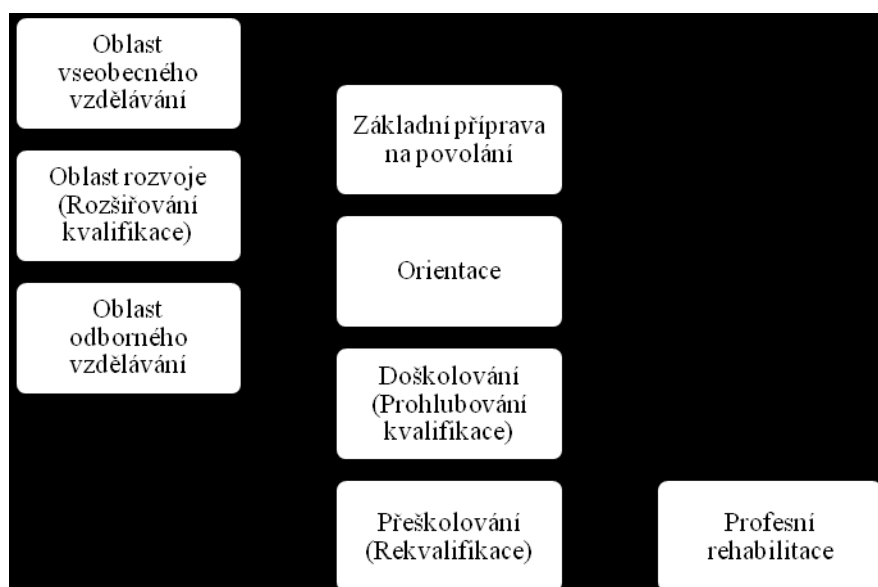 Oblast
vseobecného
vzdělávání
Oblast rozvoje
(Rozšiřování
kvalifikace)
Oblast
odborného
vzdělávání
Základní příprava
na povolání
Orientace
Doškolování
(Prohlubování
kvalifikace)
Přeškolování
(Rekvalifikace)
Profesní
rehabilitace